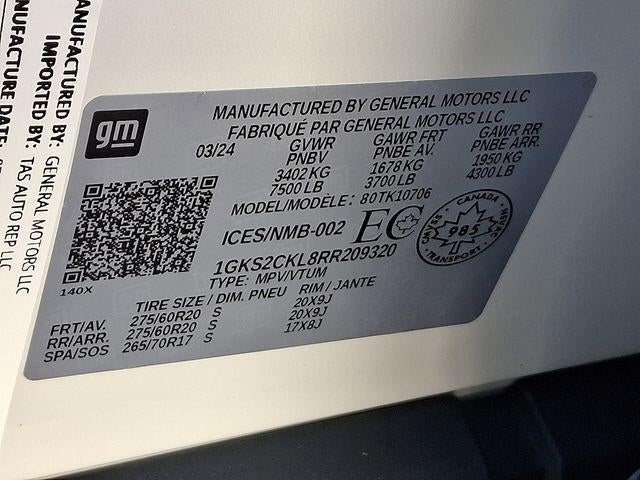 MANUFACTURED BY: GENERAL MOTORS LLC
IMPORTED BY: TAS AUTO REP LLC
gm
MANUFACTURED BY GENERAL MOTORS LLC
FABRIQUÉ PAR GENERAL MOTORS LLC
03/24 GVWR GAWR FRT GAWR RR
PNBV PNBE AV. PNBE ARR.
3402 KG 1678 KG 1950 KG
7500 LB 3700 LB 4300 LB
MODEL/MODÈLE: 80TK10706
ICES/NMB-002 EC
CANADA
CMVSS 985 NSVAC
TRANSPORT
1GKS2CKL8RR209320
TYPE: MPV/VTUM
140X
TIRE SIZE / DIM. PNEU RIM / JANTE
FRT/AV. 275/60R20 S 20X9J
RR/ARR. 275/60R20 S 20X9J
SPA/SOS 265/70R17 S 17X8J